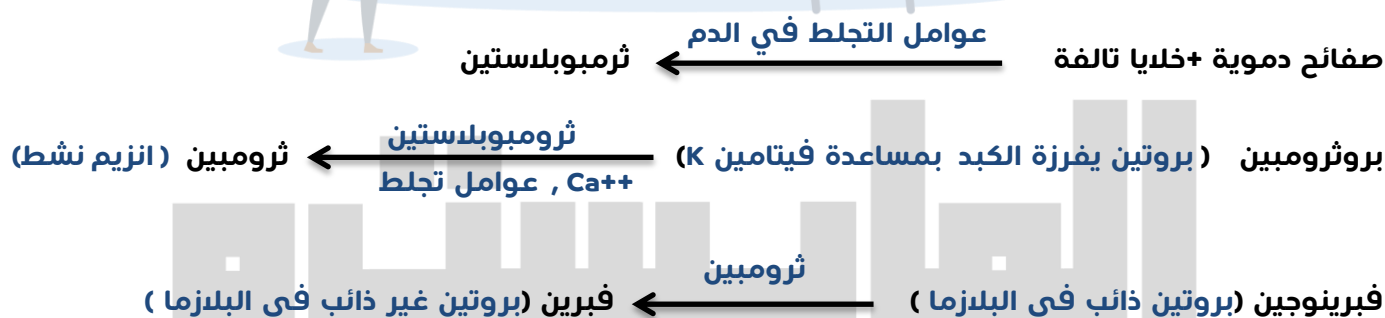 عوامل التجلط في الدم
صفائح دموية +خلايا تالفة ثرمبوبلاستين
ثرومبوبلاستين
بروثرومبين (بروتين يفرزة الكبد بمساعدة فيتامين K) ثرومبين (انزيم نشط)
Ca++ , عوامل تجلط
ثرومبين
فبرينوجين (بروتين ذائب فى البلازما ) فبرين (بروتين غير ذائب فى البلازما )